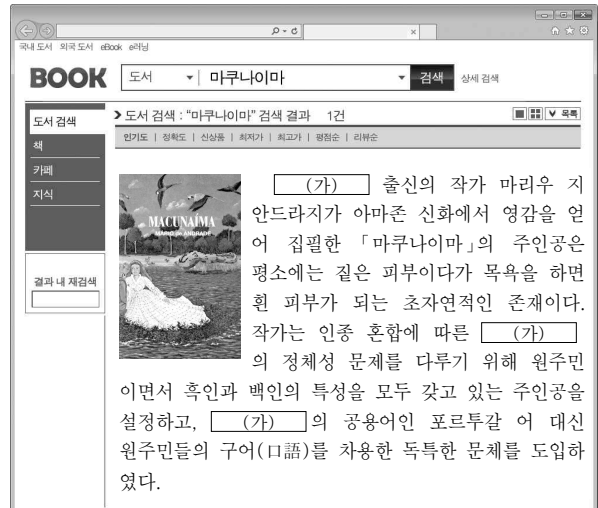 국내 도서 외국 도서 eBook e러닝
BOOK 도서 마쿠나이마 검색 상세 검색
도서 검색
책
카페
지식
결과 내 재검색
> 도서 검색 : “마쿠나이마” 검색 결과 1건 목록
인기도 | 정확도 | 신상품 | 최저가 | 최고가 | 평점순 | 리뷰순
MACUNAÍMA
MÁRIO DE ANDRADE
(가) 출신의 작가 마리우 지
안드라지가 아마존 신화에서 영감을 얻
어 집필한 「마쿠나이마」의 주인공은
평소에는 짙은 피부이다가 목욕을 하면
흰 피부가 되는 초자연적인 존재이다.
작가는 인종 혼합에 따른 (가)
의 정체성 문제를 다루기 위해 원주민
이면서 흑인과 백인의 특성을 모두 갖고 있는 주인공을
설정하고, (가) 의 공용어인 포르투갈 어 대신
원주민들의 구어(口語)를 차용한 독특한 문체를 도입하
였다.